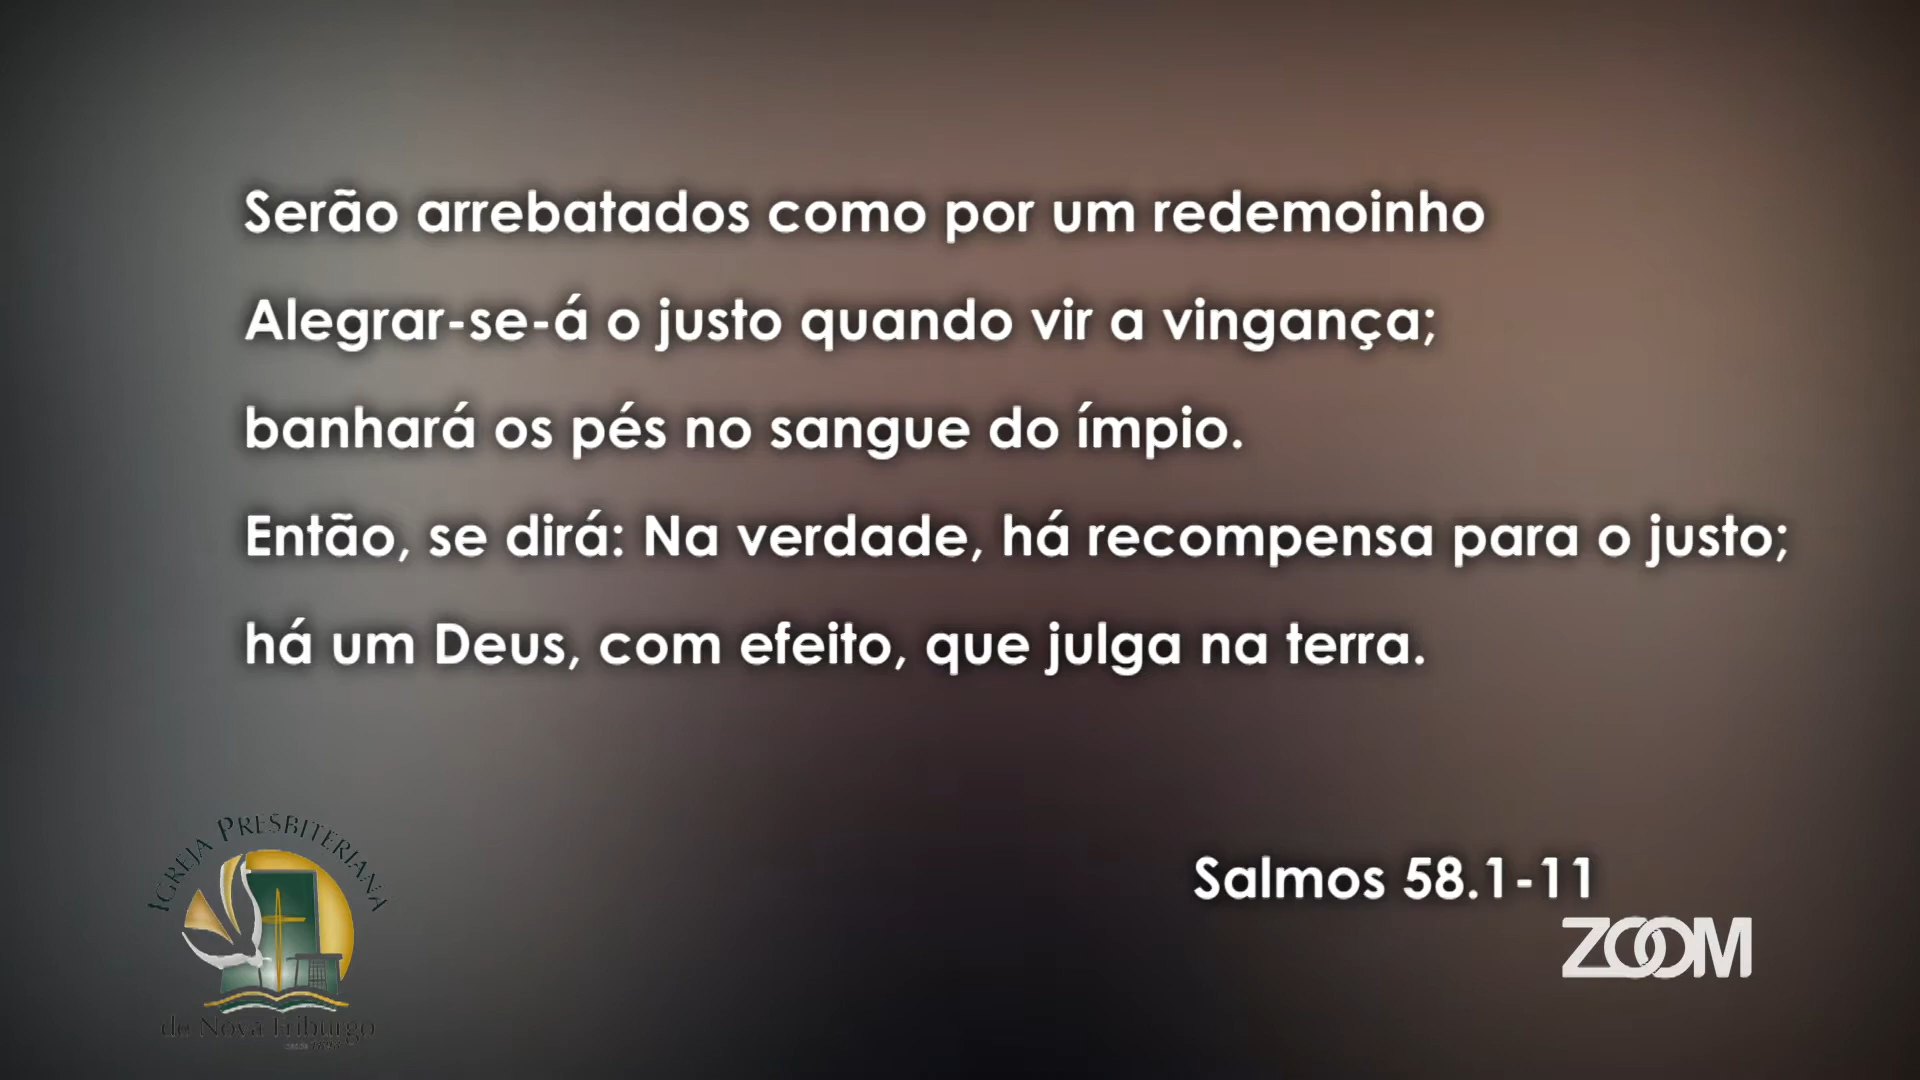 Serão arrebatados como por um redemoinho
Alegrar-se-á o justo quando vir a vingança;
banhará os pés no sangue do ímpio.
Então, se dirá: Na verdade, há recompensa para o justo;
há um Deus, com efeito, que julga na terra.
Salmos 58.1-11
ZOOM
IGREJA PRESBITERIANA
de Nova Friburgo